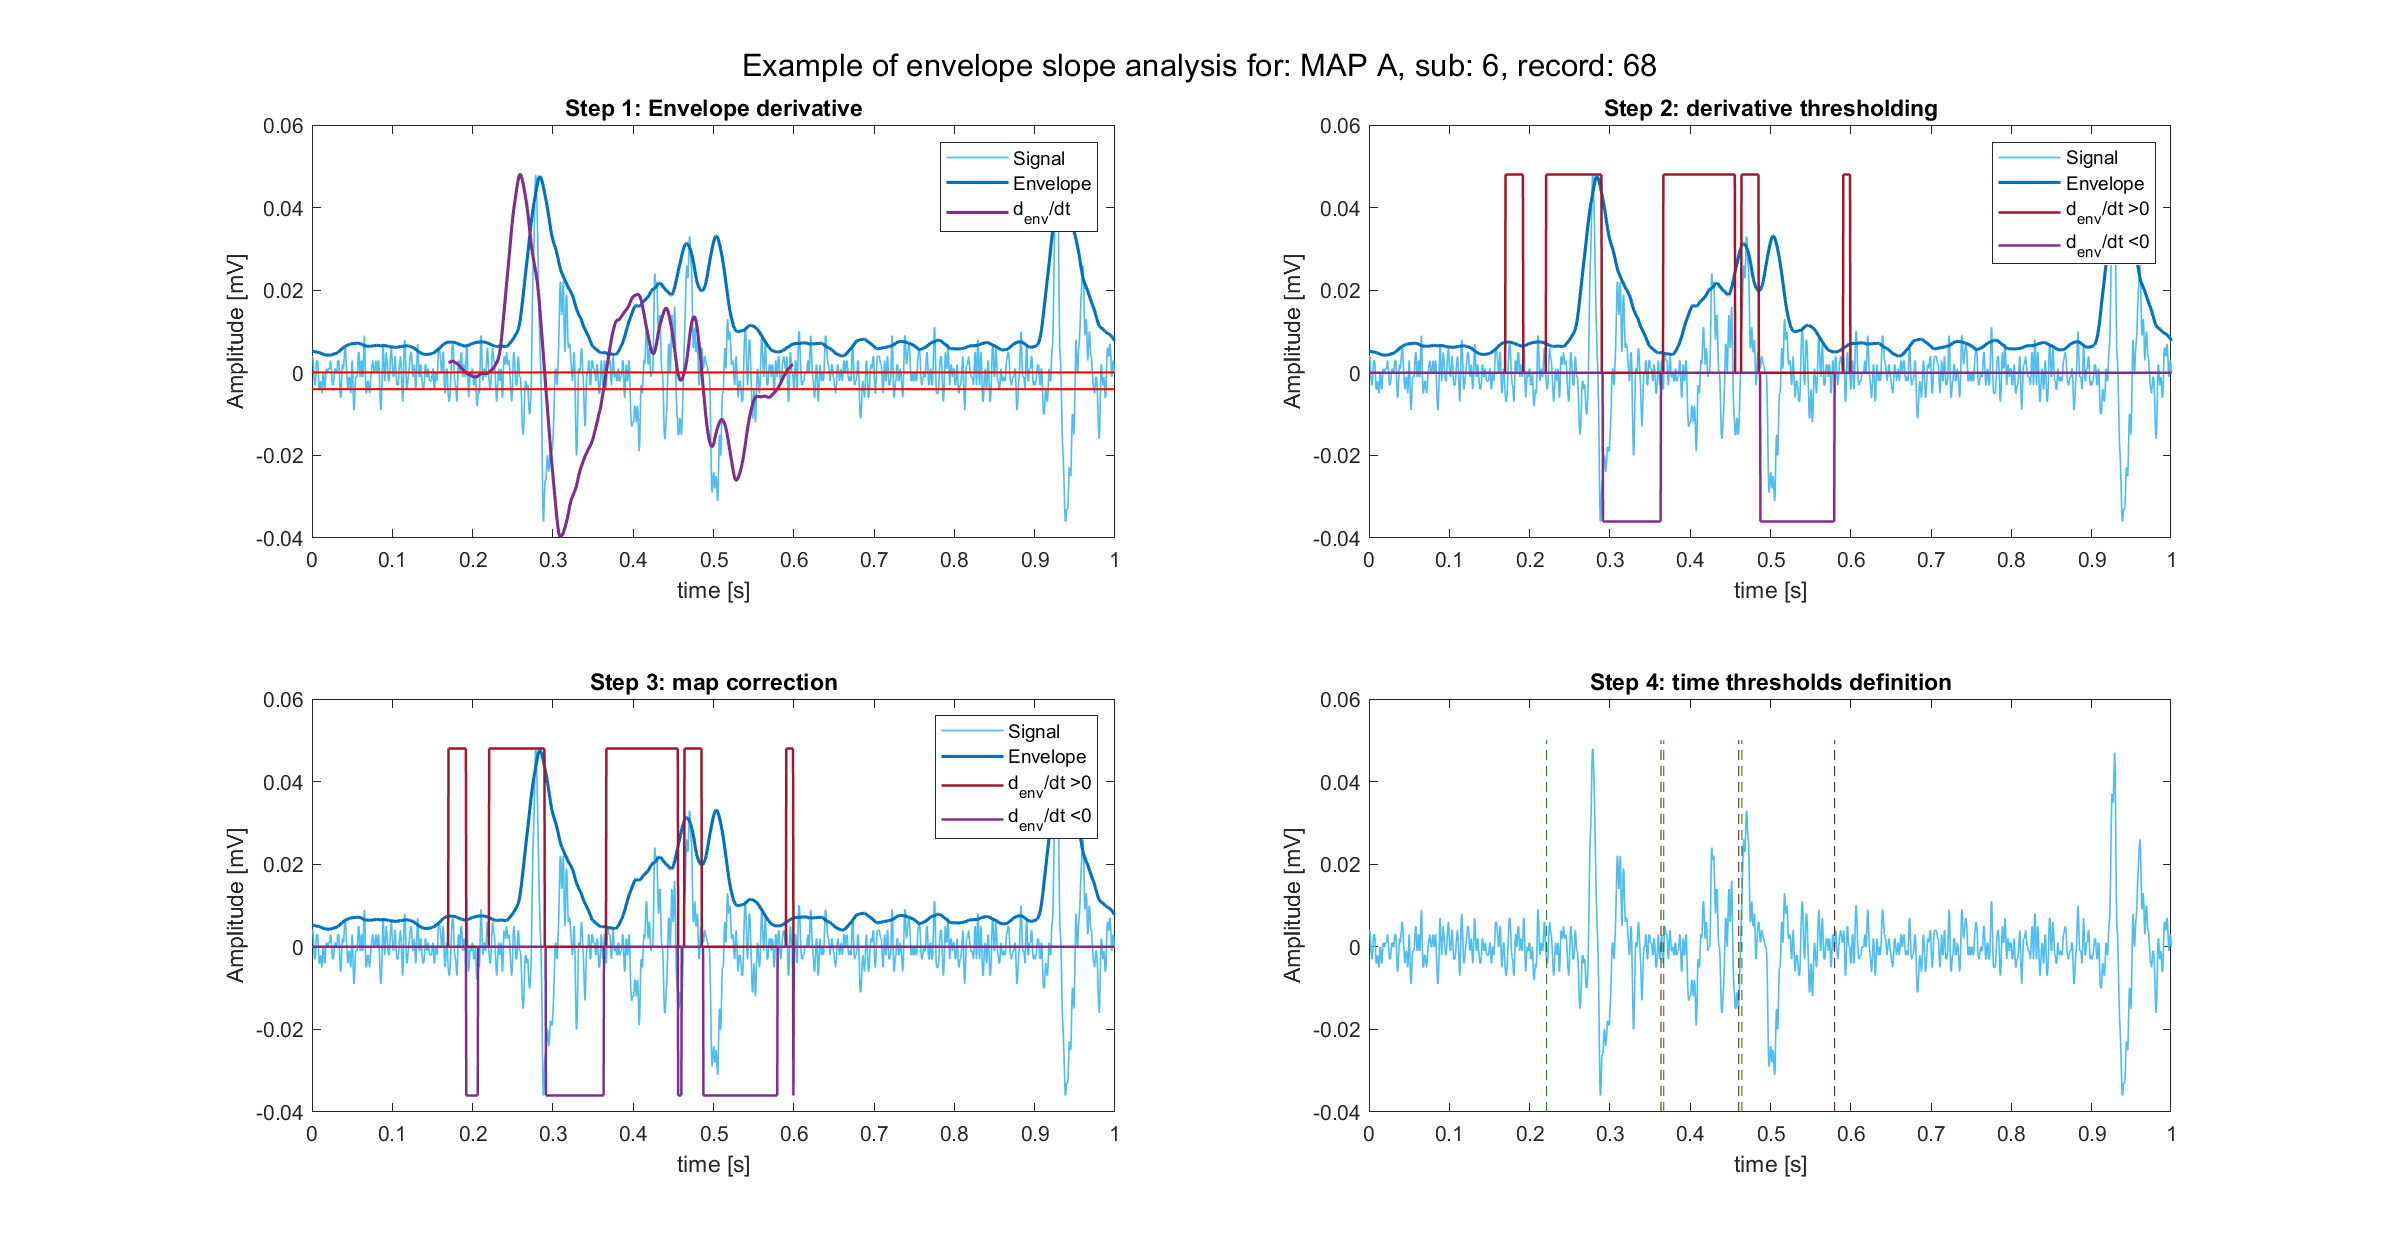 Example of envelope slope analysis for: MAP A, sub: 6, record: 68
Step 1: Envelope derivative
0.06
0.04
0.02
0
-0.02
-0.04
Amplitude [mV]
0 0.1 0.2 0.3 0.4 0.5 0.6 0.7 0.8 0.9 1
time [s]
Signal
Envelope
d_env/dt
Step 2: derivative thresholding
0.06
0.04
0.02
0
-0.02
-0.04
Amplitude [mV]
0 0.1 0.2 0.3 0.4 0.5 0.6 0.7 0.8 0.9 1
time [s]
Signal
Envelope
d_env/dt >0
d_env/dt <0
Step 3: map correction
0.06
0.04
0.02
0
-0.02
-0.04
Amplitude [mV]
0 0.1 0.2 0.3 0.4 0.5 0.6 0.7 0.8 0.9 1
time [s]
Signal
Envelope
d_env/dt >0
d_env/dt <0
Step 4: time thresholds definition
0.06
0.04
0.02
0
-0.02
-0.04
Amplitude [mV]
0 0.1 0.2 0.3 0.4 0.5 0.6 0.7 0.8 0.9 1
time [s]